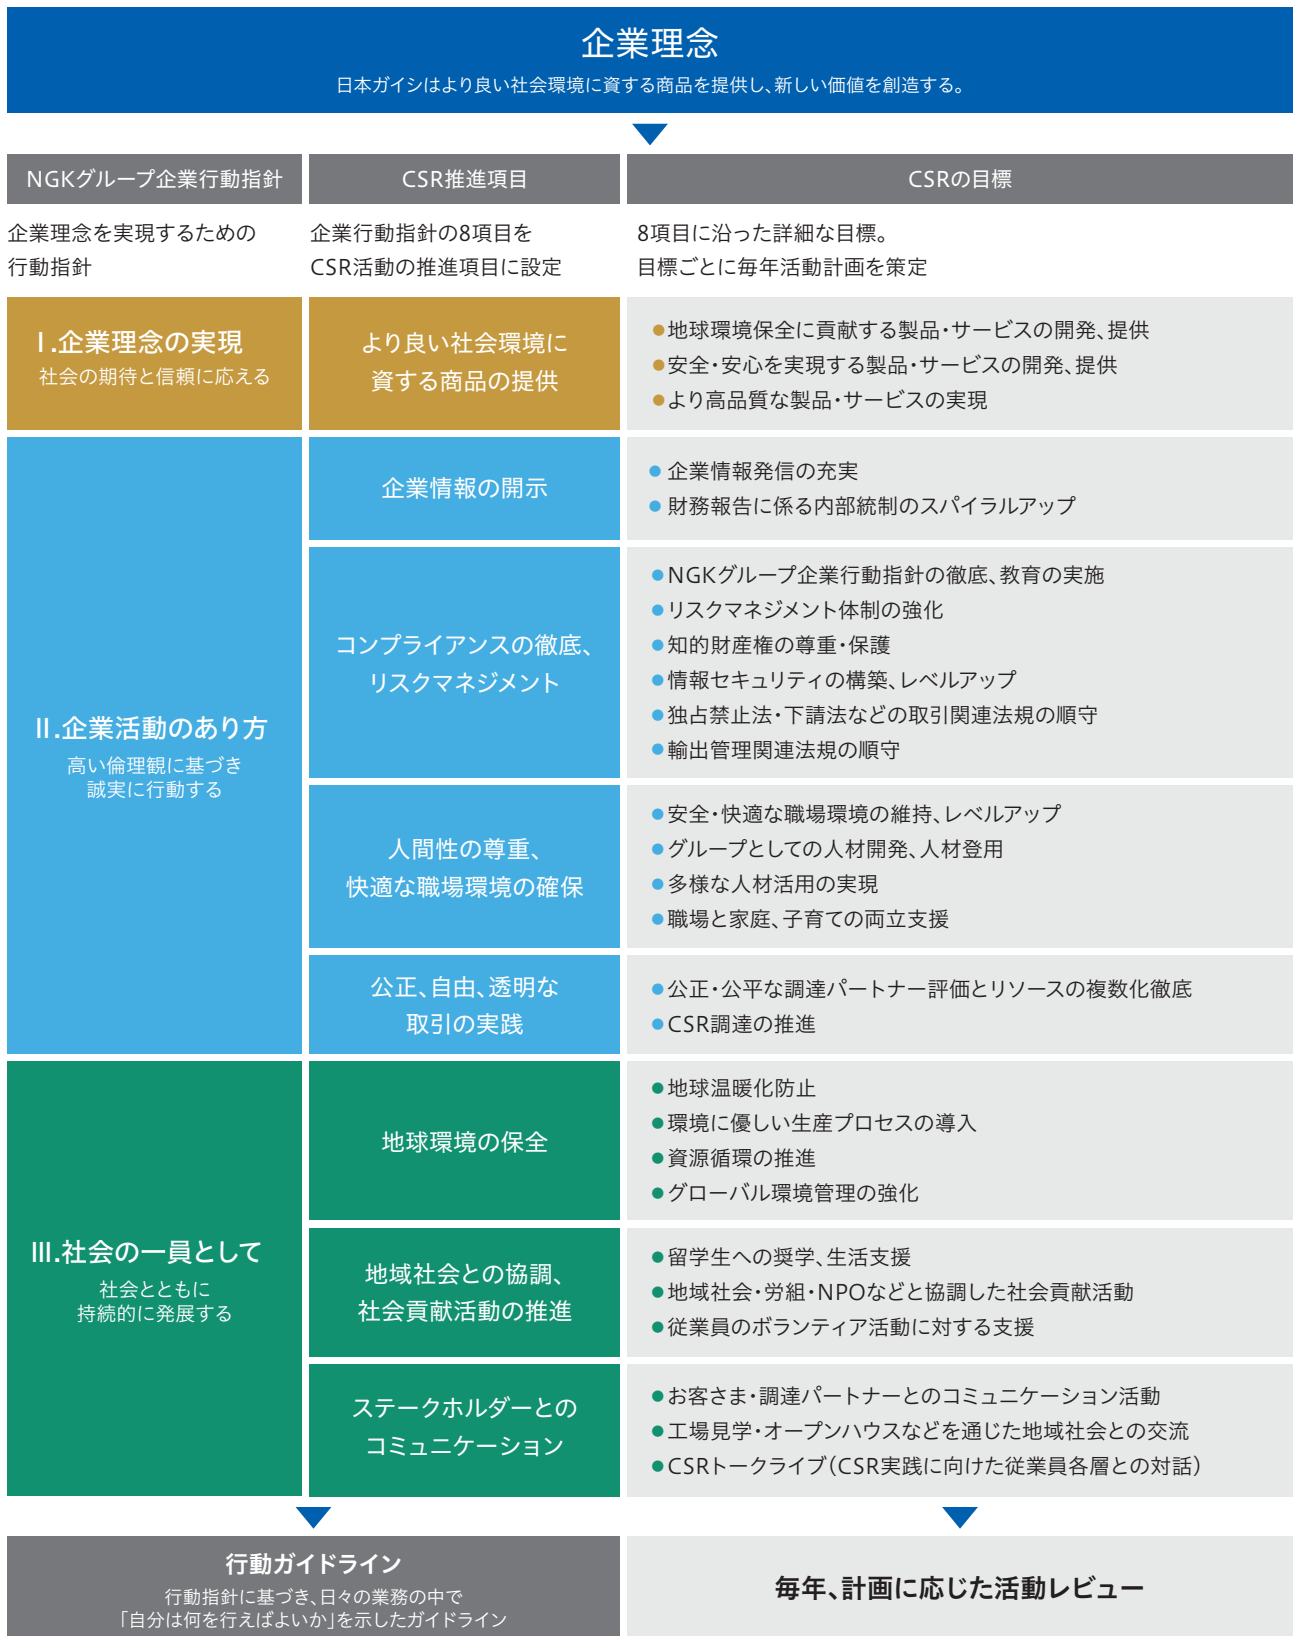 企業理念
日本ガイシはより良い社会環境に資する商品を提供し、新しい価値を創造する。
NGKグループ企業行動指針
CSR推進項目
CSRの目標
企業理念を実現するための
行動指針
企業行動指針の8項目を
CSR活動の推進項目に設定
8項目に沿った詳細な目標。
目標ごとに毎年活動計画を策定
Ⅰ.企業理念の実現
社会の期待と信頼に応える
より良い社会環境に
資する商品の提供
●地球環境保全に貢献する製品・サービスの開発、提供
●安全・安心を実現する製品・サービスの開発、提供
●より高品質な製品・サービスの実現
Ⅱ.企業活動のあり方
高い倫理観に基づき
誠実に行動する
企業情報の開示
●企業情報発信の充実
●財務報告に係る内部統制のスパイラルアップ
コンプライアンスの徹底、
リスクマネジメント
●NGKグループ企業行動指針の徹底、教育の実施
●リスクマネジメント体制の強化
●知的財産権の尊重・保護
●情報セキュリティの構築、レベルアップ
●独占禁止法・下請法などの取引関連法規の順守
●輸出管理関連法規の順守
人間性の尊重、
快適な職場環境の確保
●安全・快適な職場環境の維持、レベルアップ
●グループとしての人材開発、人材登用
●多様な人材活用の実現
●職場と家庭、子育ての両立支援
公正、自由、透明な
取引の実践
●公正・公平な調達パートナー評価とリソースの複数化徹底
●CSR調達の推進
Ⅲ.社会の一員として
社会とともに
持続的に発展する
地球環境の保全
●地球温暖化防止
●環境に優しい生産プロセスの導入
●資源循環の推進
●グローバル環境管理の強化
地域社会との協調、
社会貢献活動の推進
●留学生への奨学、生活支援
●地域社会・労組・NPOなどと協調した社会貢献活動
●従業員のボランティア活動に対する支援
ステークホルダーとの
コミュニケーション
●お客さま・調達パートナーとのコミュニケーション活動
●工場見学・オープンハウスなどを通じた地域社会との交流
●CSRトークライブ(CSR実践に向けた従業員各層との対話)
行動ガイドライン
行動指針に基づき、日々の業務の中で
「自分は何を行えばよいか」を示したガイドライン
毎年、計画に応じた活動レビュー